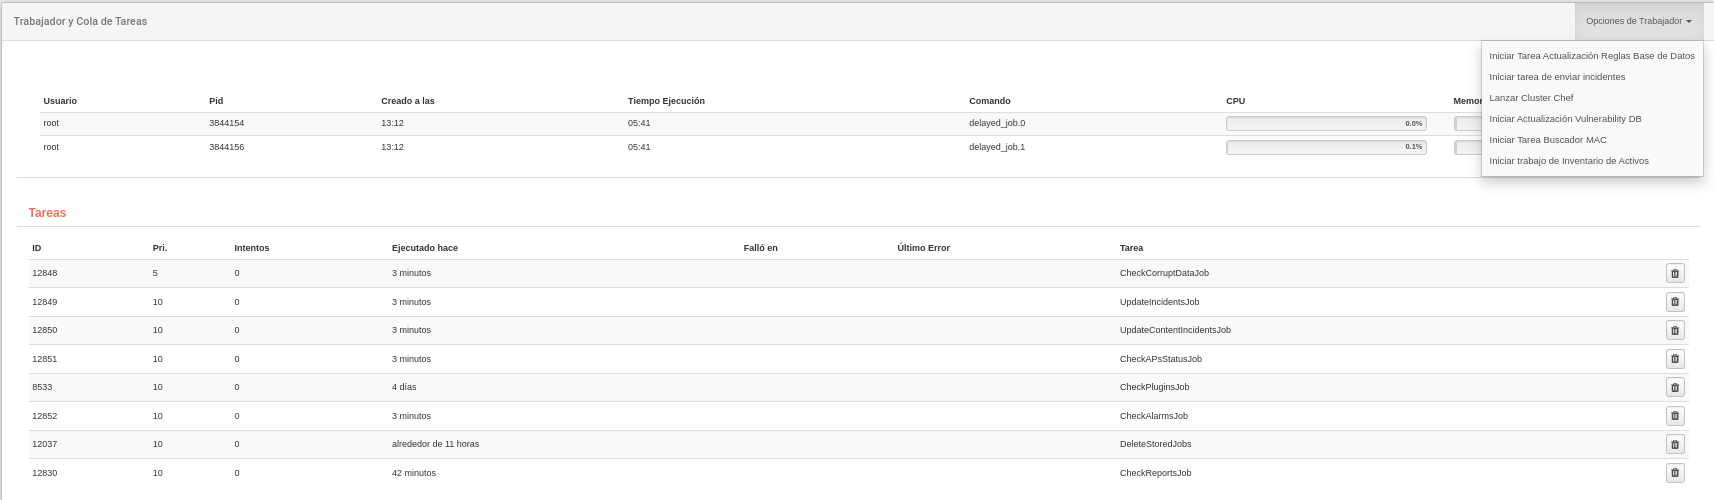 Trabajador y Cola de Tareas Opciones de Trabajador
Iniciar Tarea Actualización Reglas Base de Datos
Iniciar tarea de enviar incidentes
Lanzar Cluster Chef
Iniciar Actualización Vulnerability DB
Iniciar Tarea Buscador MAC
Iniciar trabajo de Inventario de Activos
Usuario Pid Creado a las Tiempo Ejecución Comando CPU
root 3844154 13:12 05:41 delayed_job.0 0.0%
root 3844156 13:12 05:41 delayed_job.1 0.1%
Tareas
ID Pri. Intentos Ejecutado hace Falló en Último Error Tarea
12848 5 0 3 minutos CheckCorruptDataJob
12849 10 0 3 minutos UpdateIncidentsJob
12850 10 0 3 minutos UpdateContentIncidentsJob
12851 10 0 3 minutos CheckAPsStatusJob
8533 10 0 4 días CheckPluginsJob
12852 10 0 3 minutos CheckAlarmsJob
12037 10 0 alrededor de 11 horas DeleteStoredJobs
12830 10 0 42 minutos CheckReportsJob